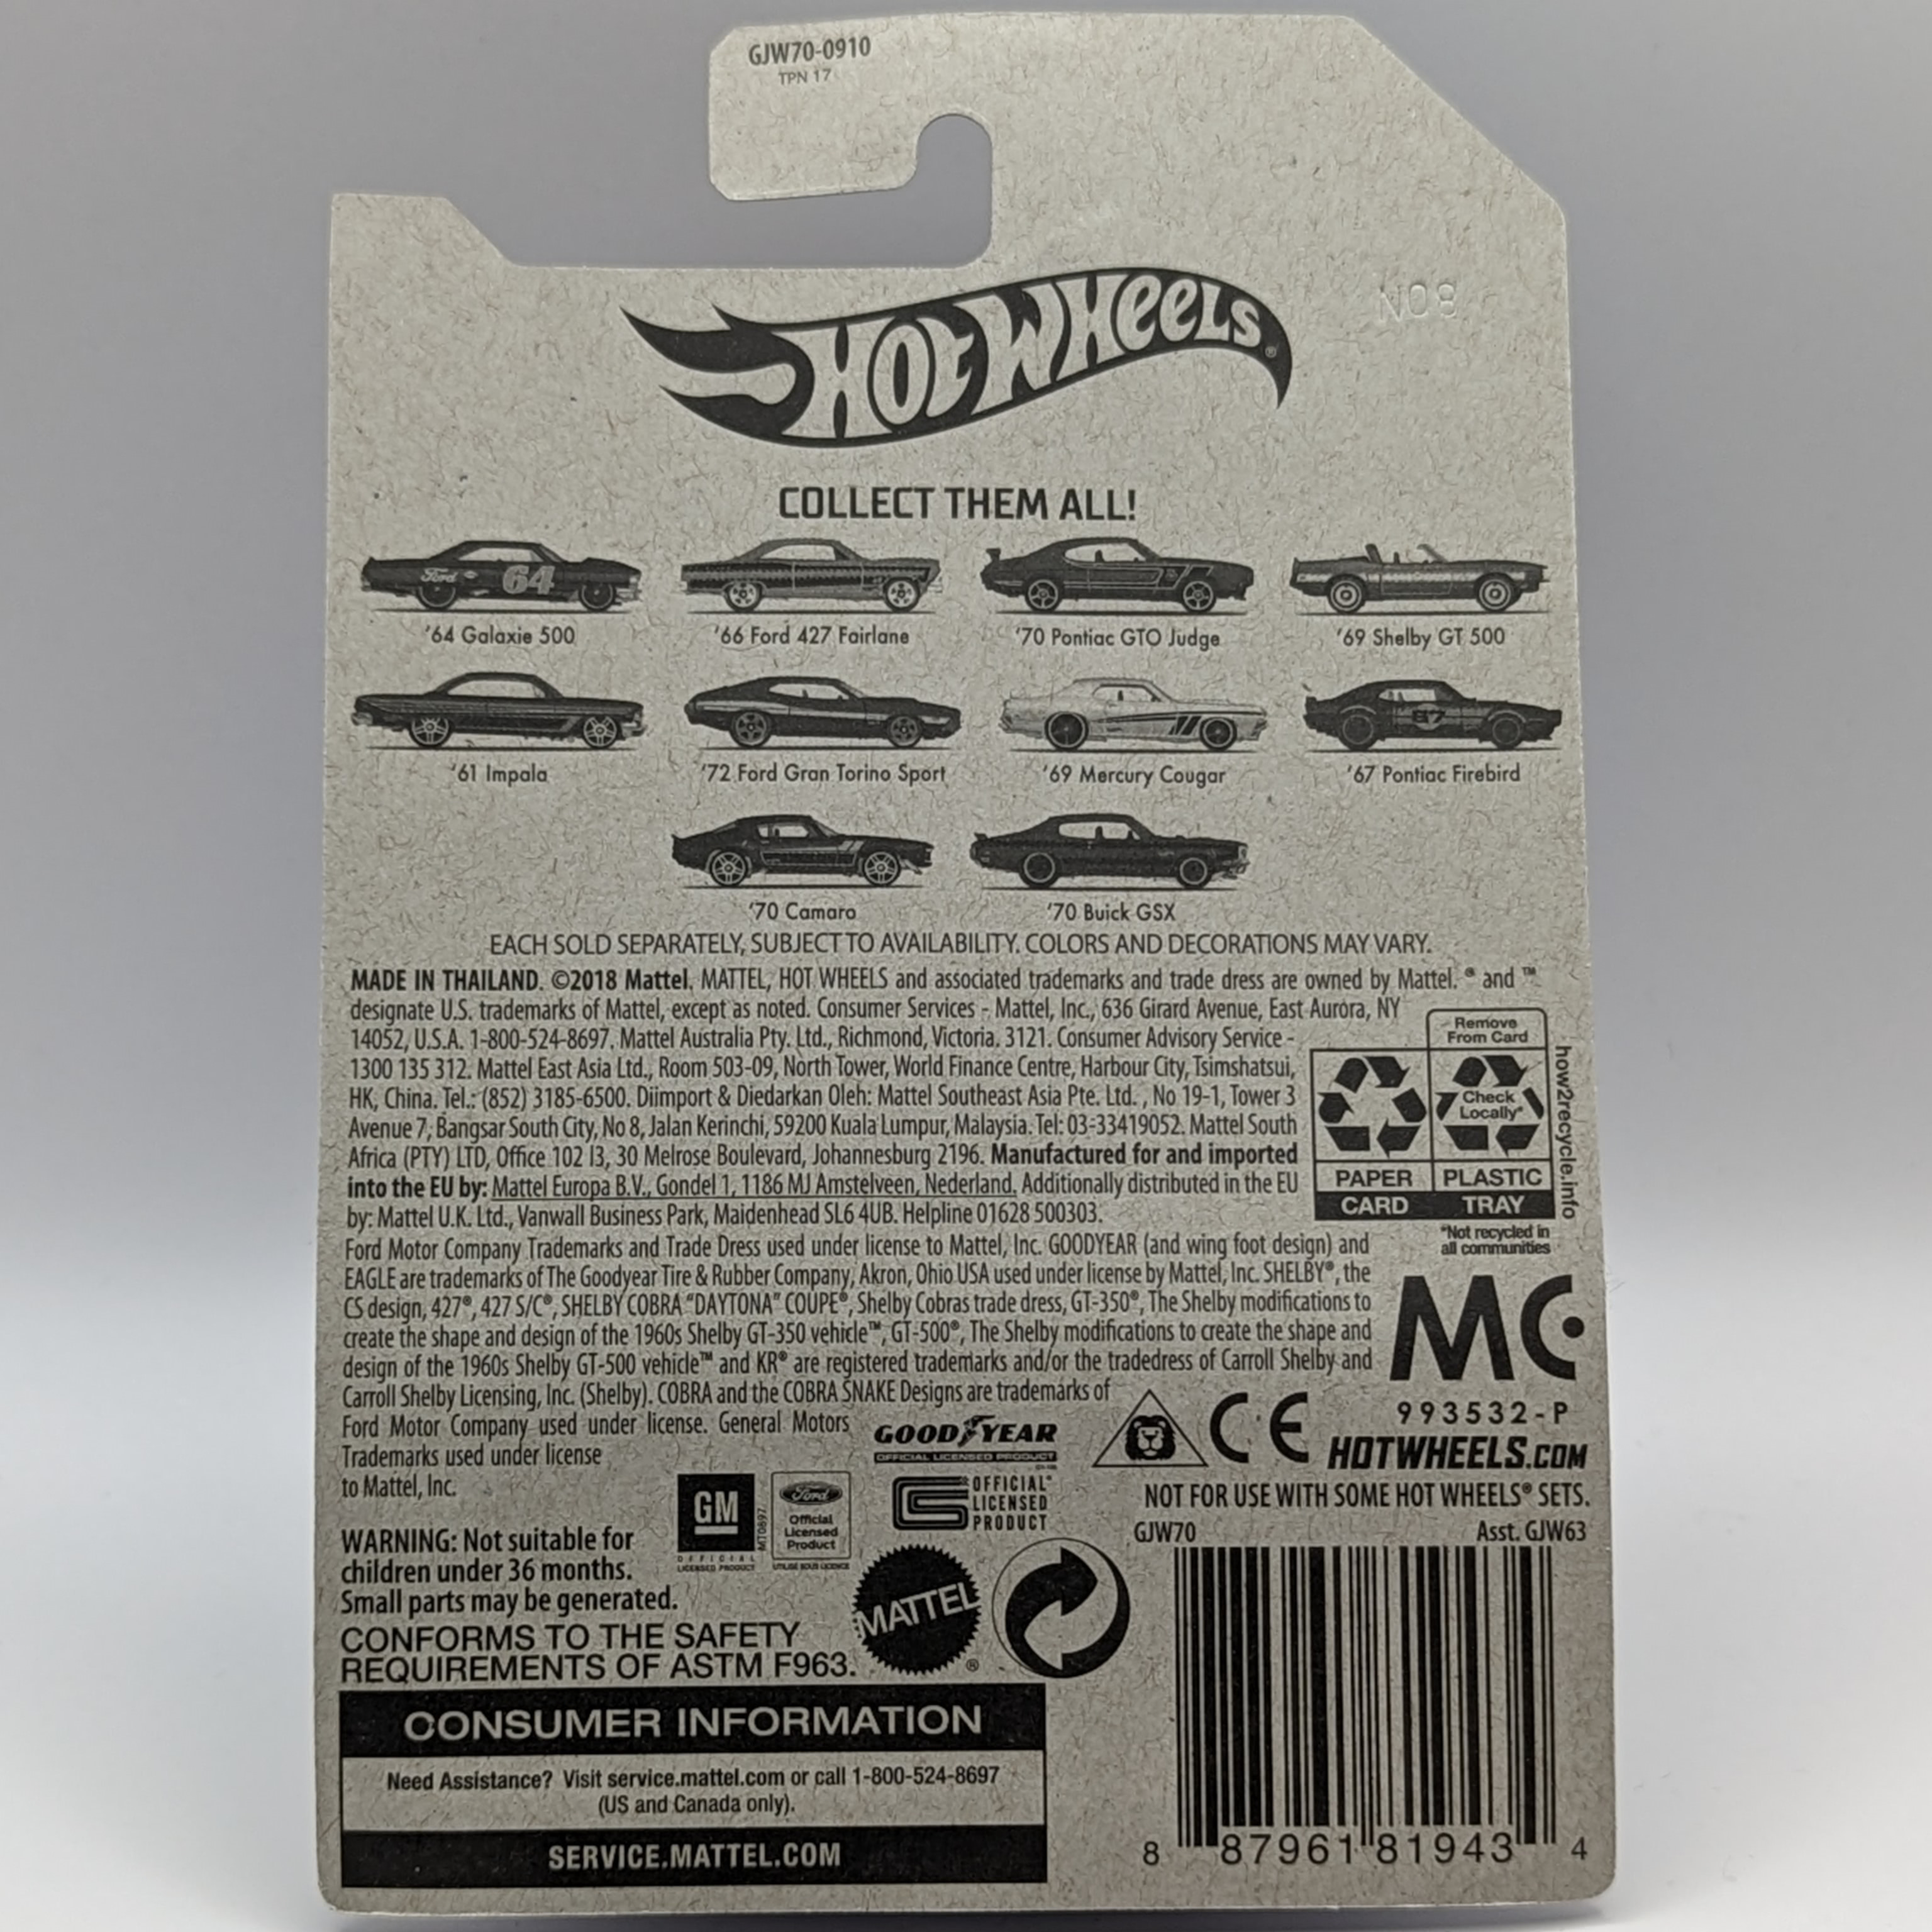 GJW70-0910
TPN 17
NO8
HOT WHEELS®
COLLECT THEM ALL!
Ford 64
'64 Galaxie 500
'66 Ford 427 Fairlane
'70 Pontiac GTO Judge
'69 Shelby GT 500
67
'61 Impala
'72 Ford Gran Torino Sport
'69 Mercury Cougar
'67 Pontiac Firebird
'70 Camaro
'70 Buick GSX
EACH SOLD SEPARATELY, SUBJECT TO AVAILABILITY. COLORS AND DECORATIONS MAY VARY.
MADE IN THAILAND. ©2018 Mattel. MATTEL, HOT WHEELS and associated trademarks and trade dress are owned by Mattel. ® and ™
designate U.S. trademarks of Mattel, except as noted. Consumer Services - Mattel, Inc., 636 Girard Avenue, East Aurora, NY
14052, U.S.A. 1-800-524-8697. Mattel Australia Pty. Ltd., Richmond, Victoria. 3121. Consumer Advisory Service -
1300 135 312. Mattel East Asia Ltd., Room 503-09, North Tower, World Finance Centre, Harbour City, Tsimshatsui,
HK, China. Tel.: (852) 3185-6500. Diimport & Diedarkan Oleh: Mattel Southeast Asia Pte. Ltd. , No 19-1, Tower 3
Avenue 7, Bangsar South City, No 8, Jalan Kerinchi, 59200 Kuala Lumpur, Malaysia. Tel: 03-33419052. Mattel South
Africa (PTY) LTD, Office 102 I3, 30 Melrose Boulevard, Johannesburg 2196. Manufactured for and imported
into the EU by: Mattel Europa B.V., Gondel 1, 1186 MJ Amstelveen, Nederland. Additionally distributed in the EU
by: Mattel U.K. Ltd., Vanwall Business Park, Maidenhead SL6 4UB. Helpline 01628 500303.
Remove
From Card
Check
Locally*
PAPER
PLASTIC
CARD
TRAY
how2recycle.info
*Not recycled in
all communities
Ford Motor Company Trademarks and Trade Dress used under license to Mattel, Inc. GOODYEAR (and wing foot design) and
EAGLE are trademarks of The Goodyear Tire & Rubber Company, Akron, Ohio USA used under license by Mattel, Inc. SHELBY®, the
CS design, 427®, 427 S/C®, SHELBY COBRA "DAYTONA" COUPE®, Shelby Cobras trade dress, GT-350®, The Shelby modifications to
create the shape and design of the 1960s Shelby GT-350 vehicle™, GT-500®, The Shelby modifications to create the shape and
design of the 1960s Shelby GT-500 vehicle™ and KR® are registered trademarks and/or the tradedress of Carroll Shelby and
Carroll Shelby Licensing, Inc. (Shelby). COBRA and the COBRA SNAKE Designs are trademarks of
Ford Motor Company used under license. General Motors
Trademarks used under license
to Mattel, Inc.
MC
993532-P
CE
HOTWHEELS.COM
GOODYEAR
OFFICIAL LICENSED PRODUCT
GM
OFFICIAL
LICENSED PRODUCT
MT0697
Ford
Official
Licensed
Product
UTILISÉ SOUS LICENCE
OFFICIAL
LICENSED
PRODUCT
NOT FOR USE WITH SOME HOT WHEELS® SETS.
GJW70
Asst. GJW63
WARNING: Not suitable for
children under 36 months.
Small parts may be generated.
CONFORMS TO THE SAFETY
REQUIREMENTS OF ASTM F963.
MATTEL®
CONSUMER INFORMATION
Need Assistance? Visit service.mattel.com or call 1-800-524-8697
(US and Canada only).
SERVICE.MATTEL.COM
8 87961 81943 4